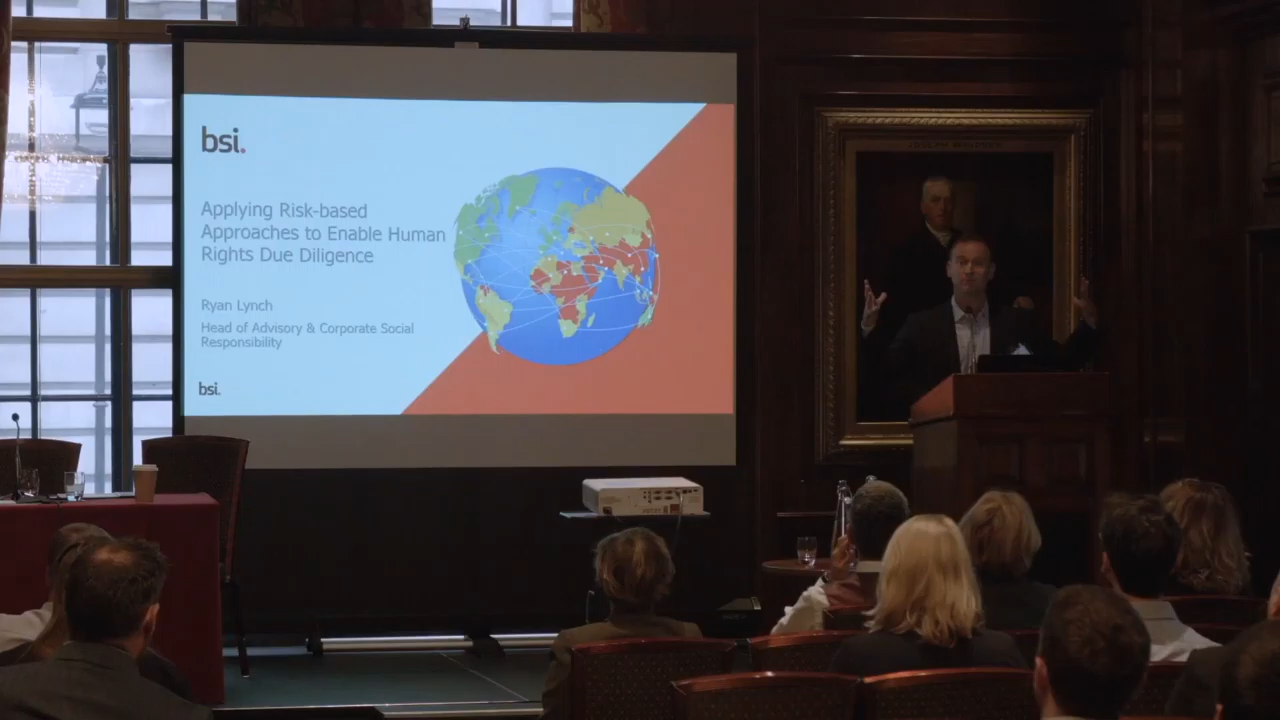 bsi.
Applying Risk-based
Approaches to Enable Human
Rights Due Diligence
Ryan Lynch
Head of Advisory & Corporate Social
Responsibility
bsi.